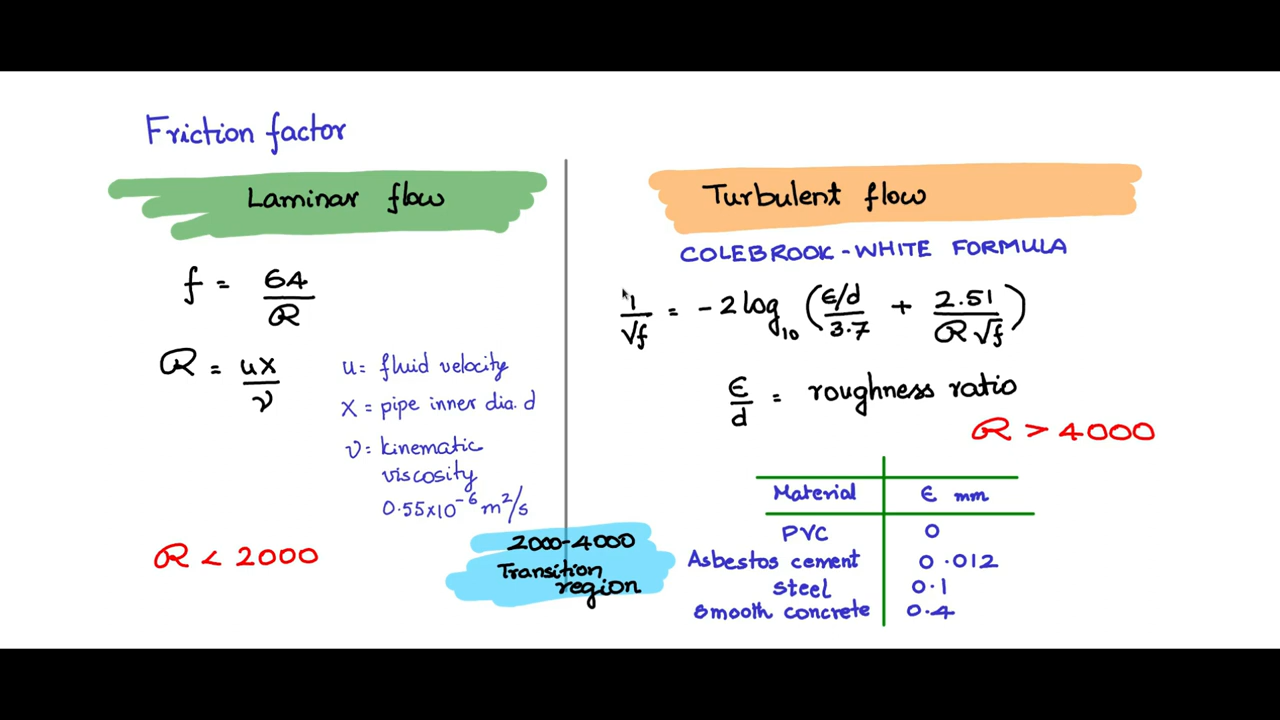 Friction factor
Laminar flow
f = 64/R
R = ux/ν
u = fluid velocity
x = pipe inner dia. d
ν = kinematic
viscosity
0.55x10⁻⁶ m²/s
R < 2000
2000-4000
Transition
region
Turbulent flow
COLEBROOK-WHITE FORMULA
1/√f = -2 log₁₀ ( (ϵ/d)/3.7 + 2.51/(R√f) )
ϵ/d = roughness ratio
R > 4000
Material ϵ mm
PVC 0
Asbestos cement 0.012
steel 0.1
smooth concrete 0.4